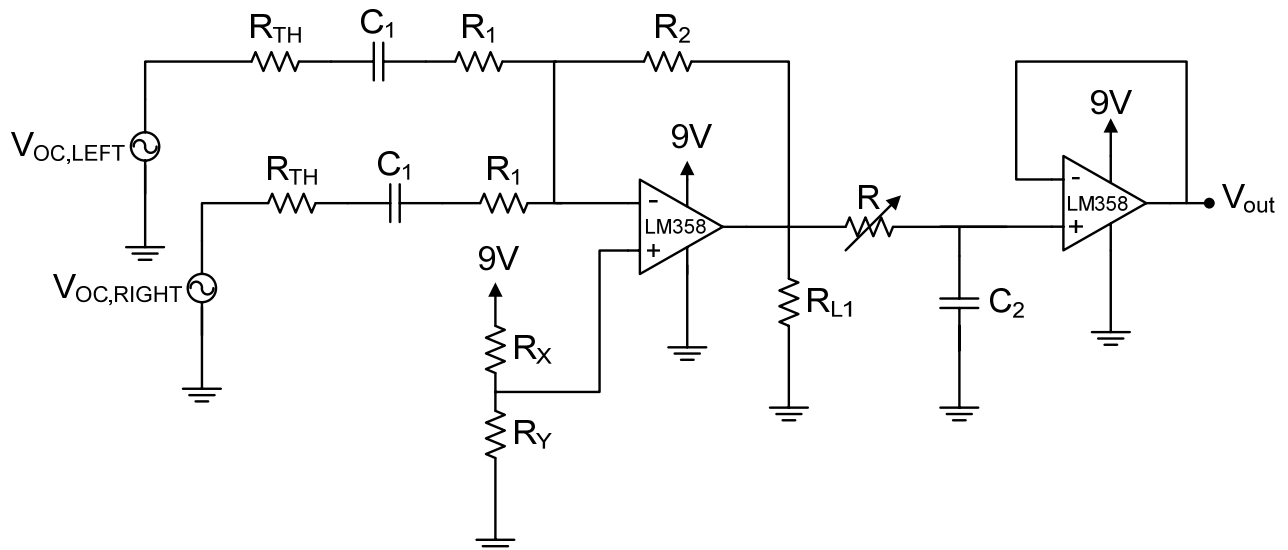 R_TH C_1 R_1 R_2
V_OC,LEFT
R_TH C_1 R_1
V_OC,RIGHT
9V
-
LM358
+
9V
R_X
R_Y
R_L1
R
C_2
9V
-
LM358
+
V_out